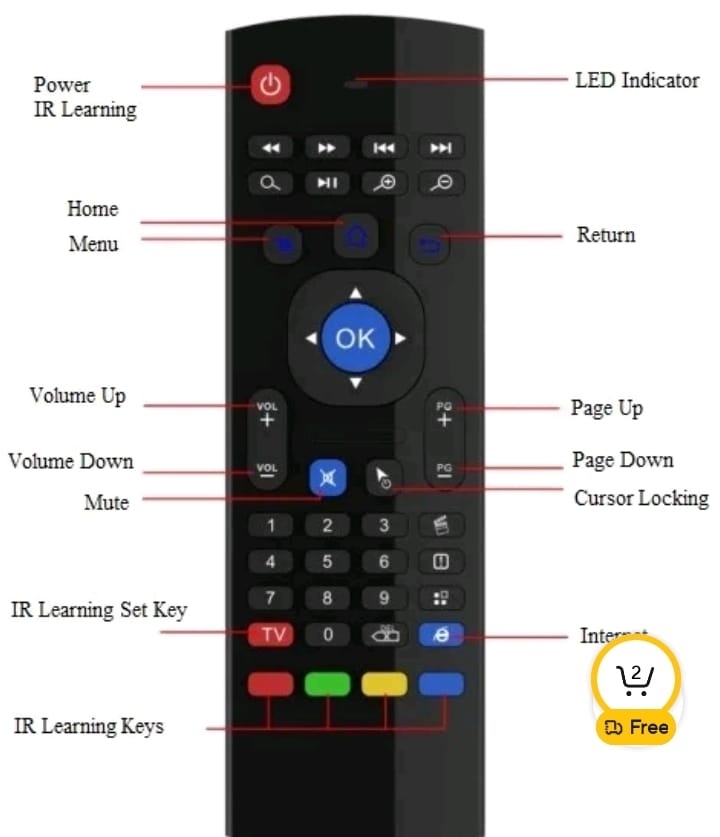 Power
IR Learning
LED Indicator
Home
Menu
Return
OK
Volume Up
VOL
+
PG
+
Page Up
Volume Down
VOL
−
PG
−
Page Down
Mute
Cursor Locking
1 2 3
4 5 6
7 8 9
IR Learning Set Key
TV 0 DEL
2
Free
IR Learning Keys